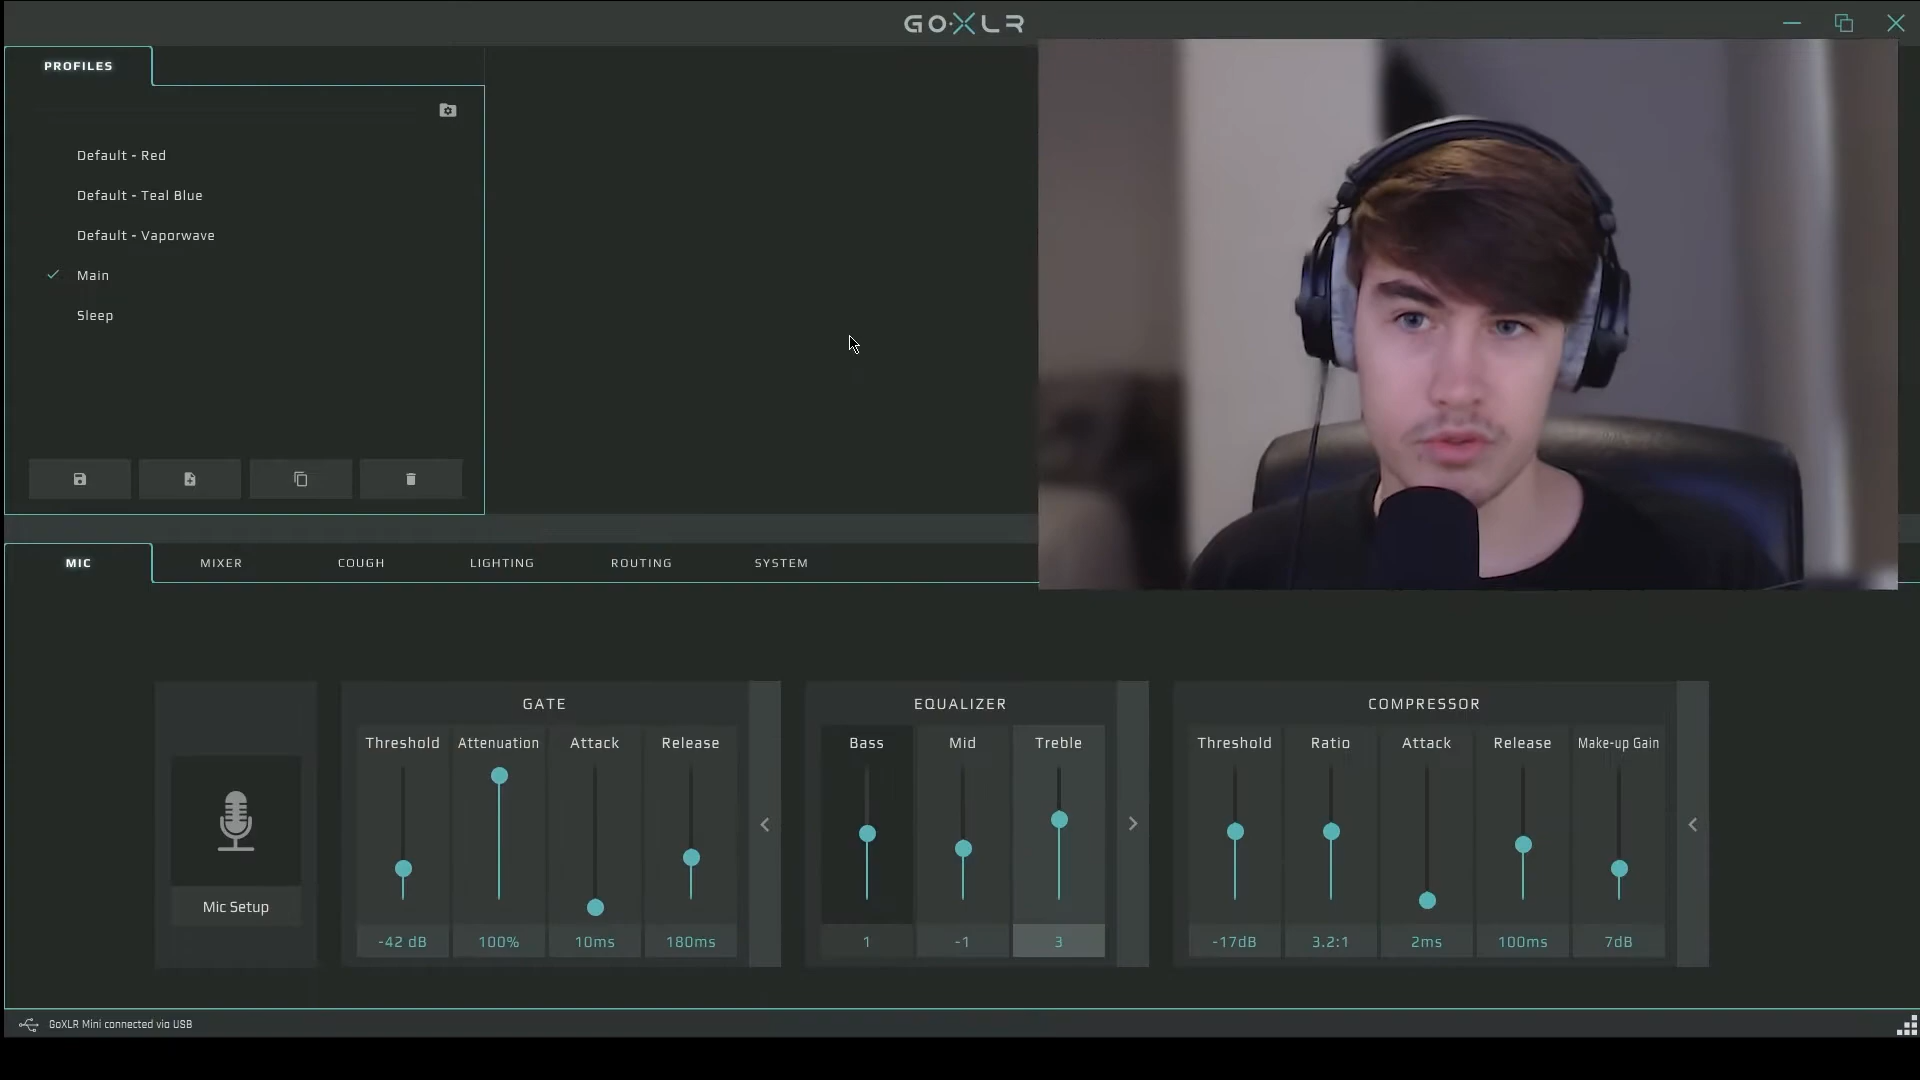 GO·XLR
PROFILES
Default - Red
Default - Teal Blue
Default - Vaporwave
Main
Sleep
MIC MIXER COUGH LIGHTING ROUTING SYSTEM
Mic Setup
GATE
Threshold Attenuation Attack Release
-42 dB 100% 10ms 180ms
EQUALIZER
Bass Mid Treble
1 -1 3
COMPRESSOR
Threshold Ratio Attack Release Make-up Gain
-17dB 3.2:1 2ms 100ms 7dB
GoXLR Mini connected via USB